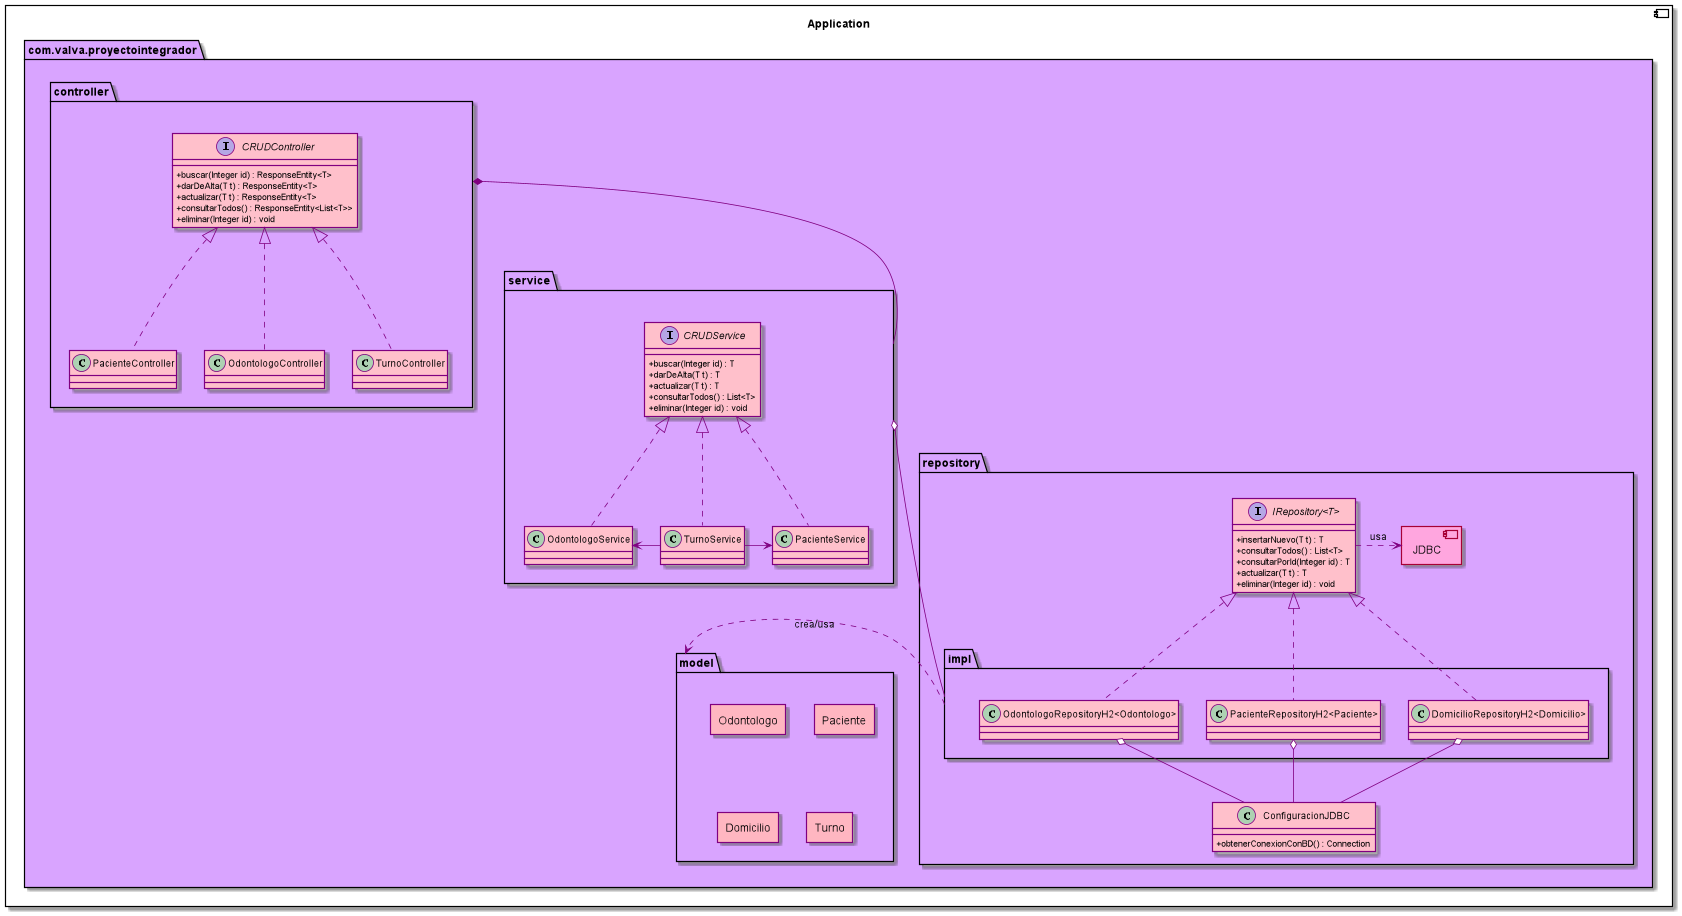 Application
com.valva.proyectointegrador
controller
CRUDController
+buscar(Integer id) : ResponseEntity<T>
+darDeAlta(T t) : ResponseEntity<T>
+actualizar(T t) : ResponseEntity<T>
+consultarTodos() : ResponseEntity<List<T>>
+eliminar(Integer id) : void
PacienteController
OdontologoController
TurnoController
service
CRUDService
+buscar(Integer id) : T
+darDeAlta(T t) : T
+actualizar(T t) : T
+consultarTodos() : List<T>
+eliminar(Integer id) : void
OdontologoService
TurnoService
PacienteService
repository
IRepository<T>
+insertarNuevo(T t) : T
+consultarTodos() : List<T>
+consultarPorId(Integer id) : T
+actualizar(T t) : T
+eliminar(Integer id) : void
usa
JDBC
impl
OdontologoRepositoryH2<Odontologo>
PacienteRepositoryH2<Paciente>
DomicilioRepositoryH2<Domicilio>
ConfiguracionJDBC
+obtenerConexionConBD() : Connection
crea/usa
model
Odontologo
Paciente
Domicilio
Turno